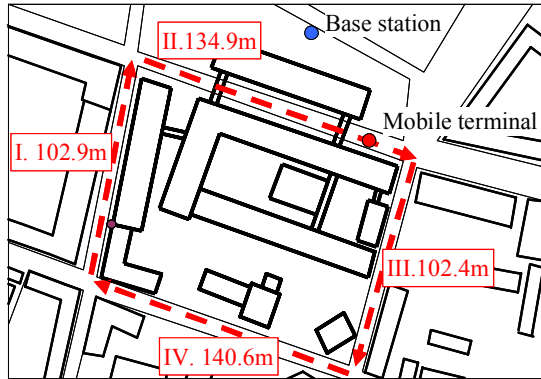 Base station
II.134.9m
Mobile terminal
I. 102.9m
III.102.4m
IV. 140.6m